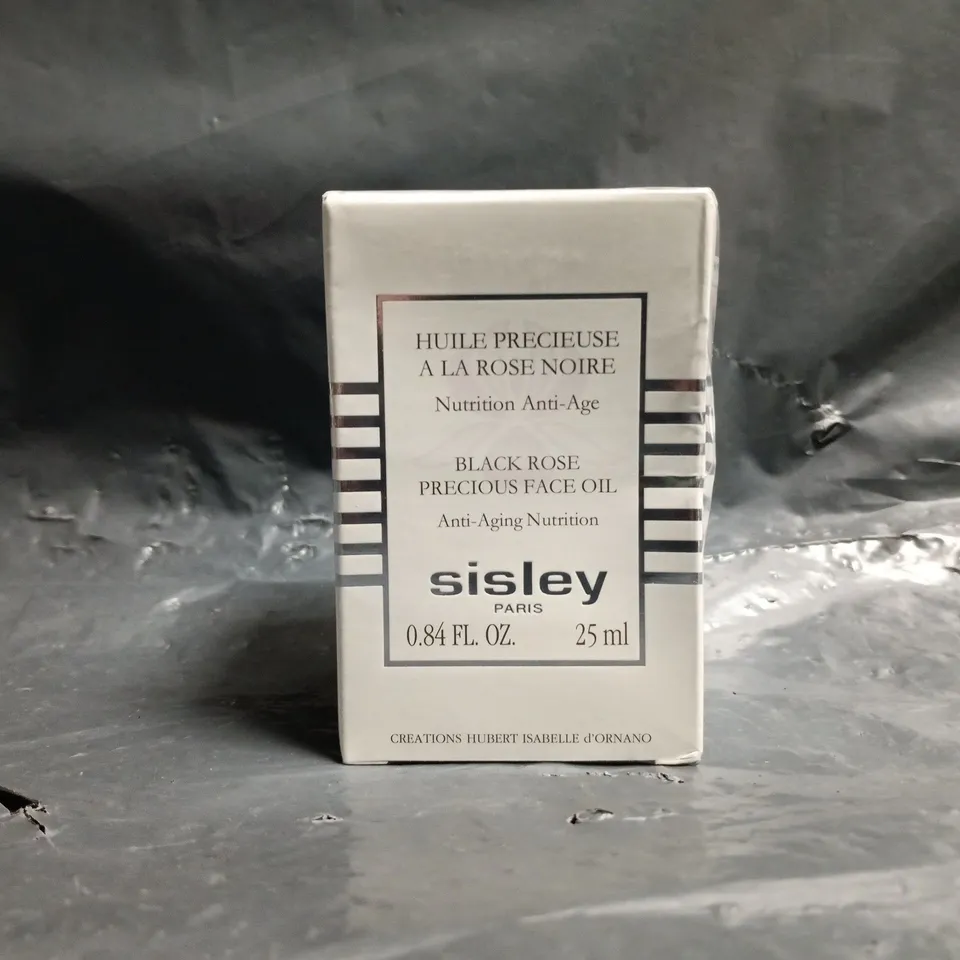 HUILE PRECIEUSE
A LA ROSE NOIRE
Nutrition Anti-Age
BLACK ROSE
PRECIOUS FACE OIL
Anti-Aging Nutrition
sisley
PARIS
0.84 FL. OZ. 25 ml
CREATIONS HUBERT ISABELLE d'ORNANO